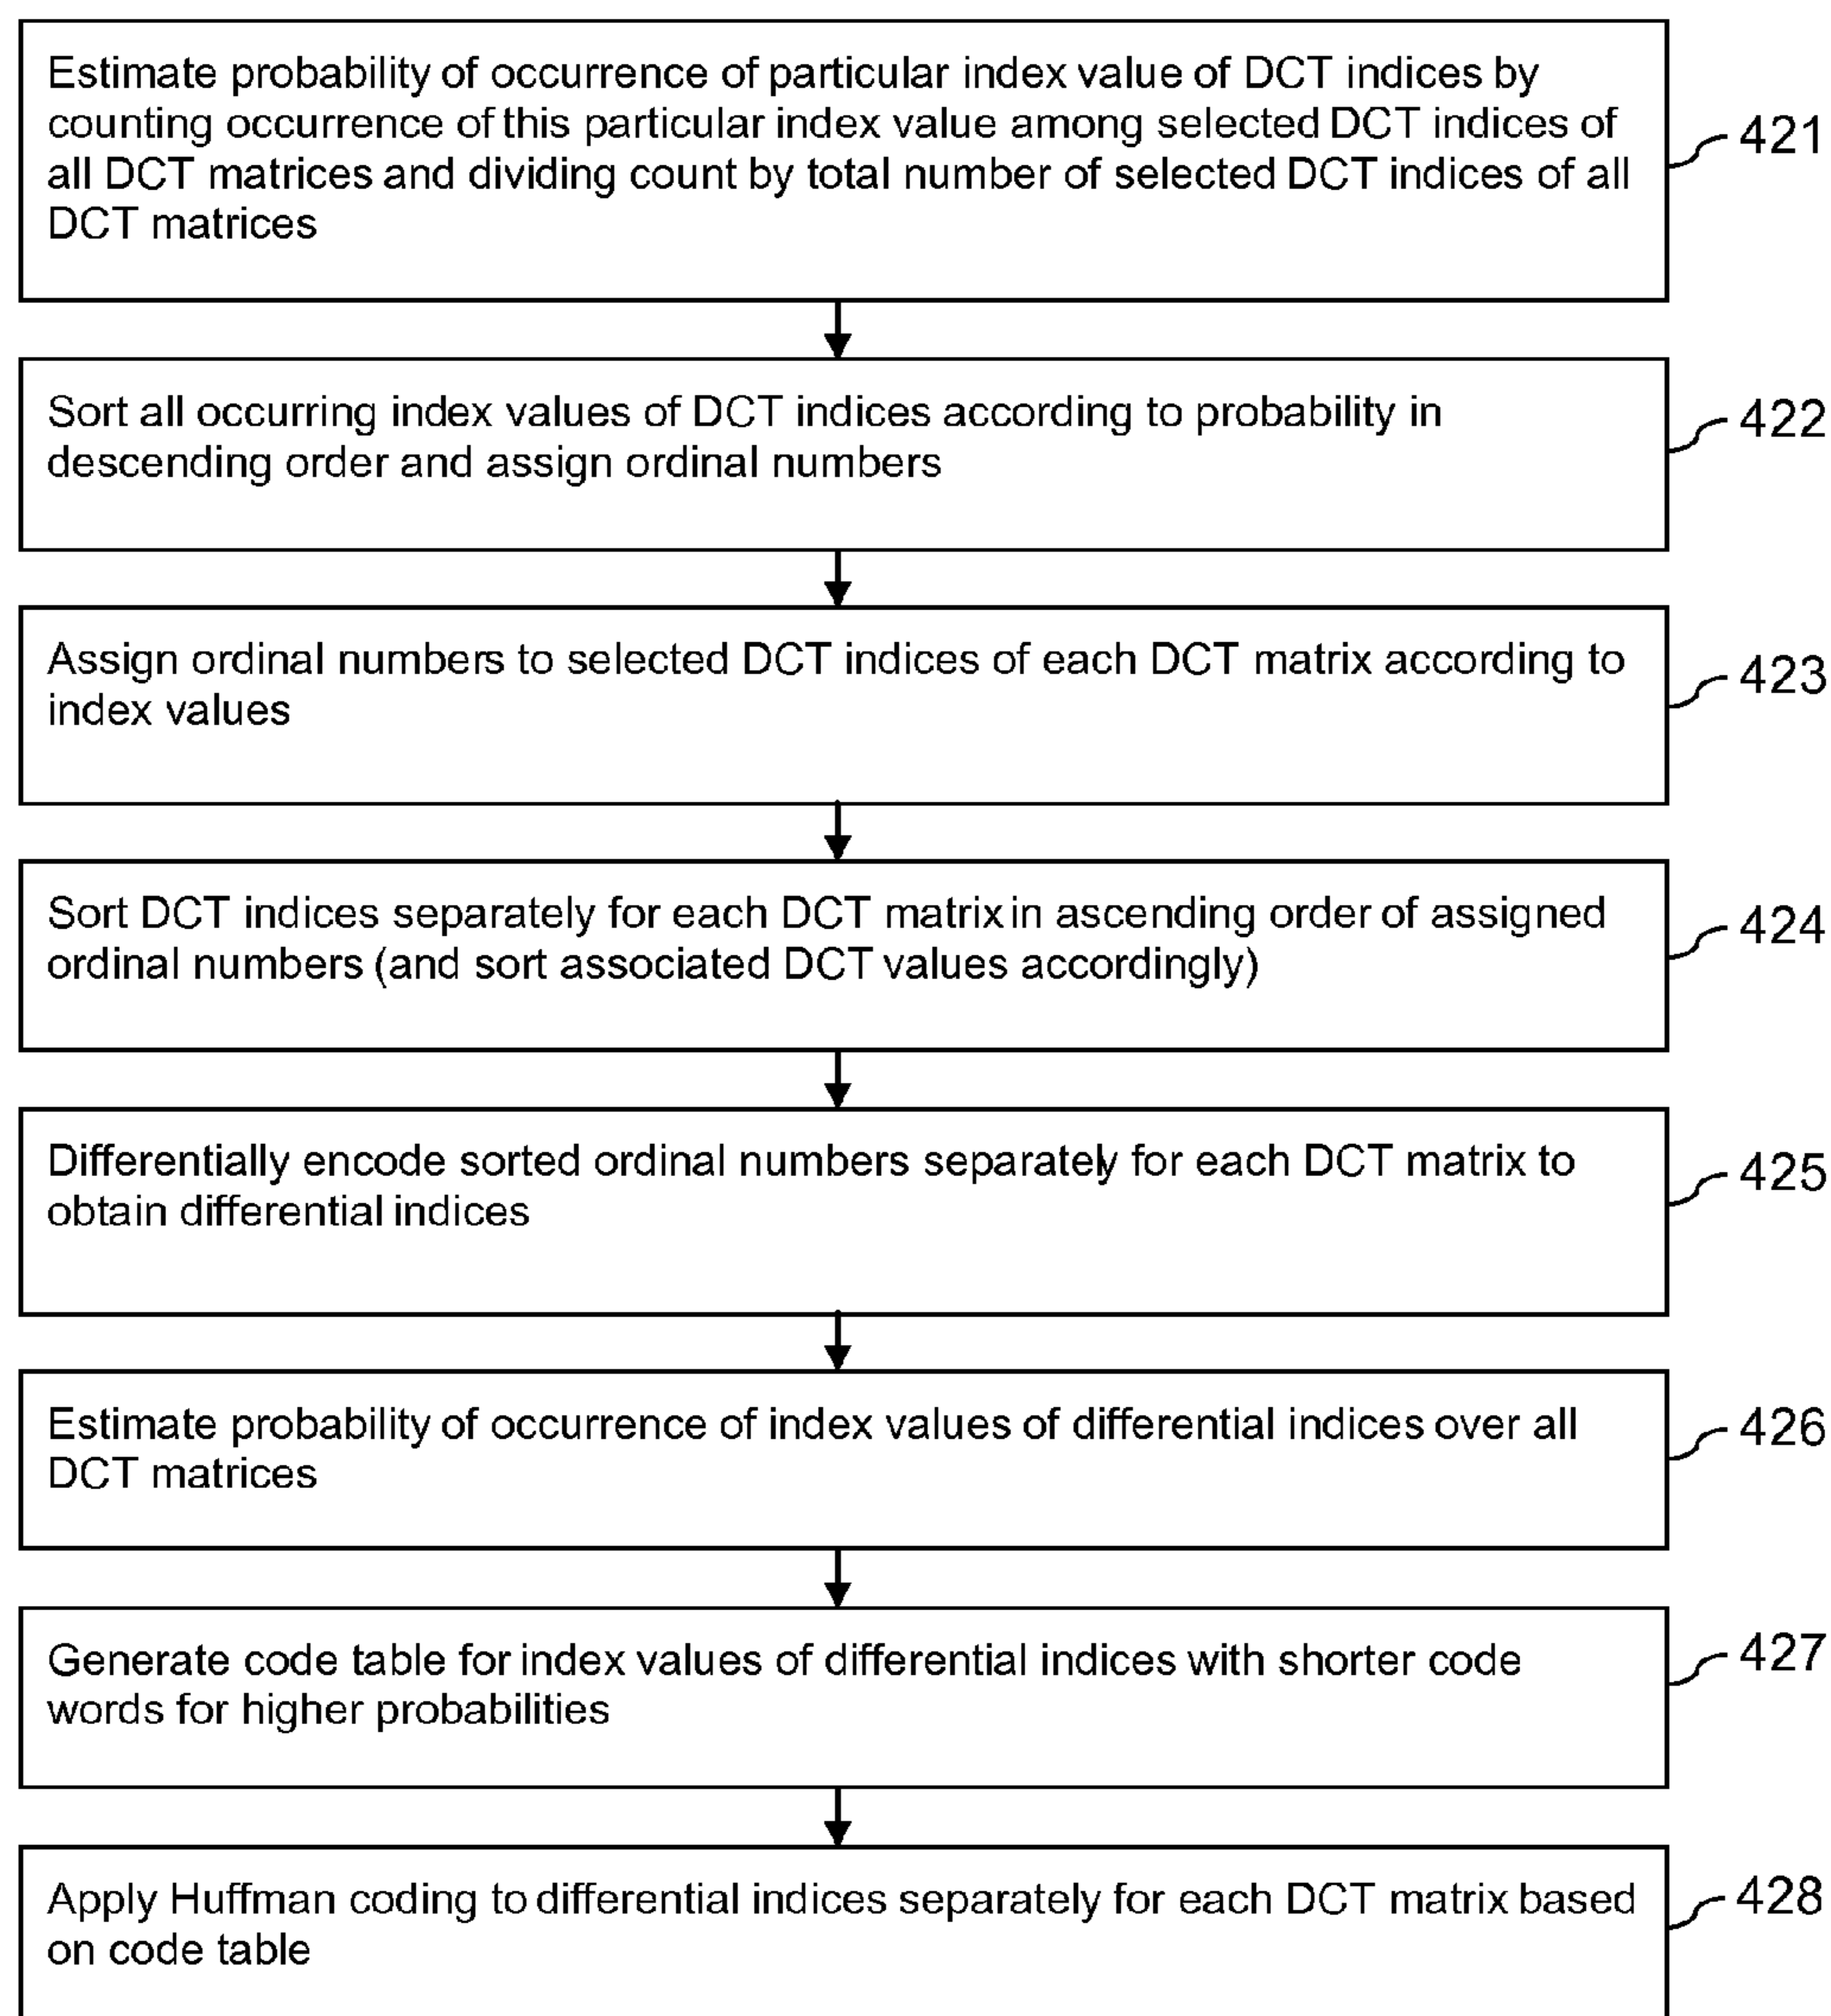 Estimate probability of occurrence of particular index value of DCT indices by
counting occurrence of this particular index value among selected DCT indices of
all DCT matrices and dividing count by total number of selected DCT indices of all
DCT matrices
421
Sort all occurring index values of DCT indices according to probability in
descending order and assign ordinal numbers
422
Assign ordinal numbers to selected DCT indices of each DCT matrix according to
index values
423
Sort DCT indices separately for each DCT matrix in ascending order of assigned
ordinal numbers (and sort associated DCT values accordingly)
424
Differentially encode sorted ordinal numbers separately for each DCT matrix to
obtain differential indices
425
Estimate probability of occurrence of index values of differential indices over all
DCT matrices
426
Generate code table for index values of differential indices with shorter code
words for higher probabilities
427
Apply Huffman coding to differential indices separately for each DCT matrix based
on code table
428